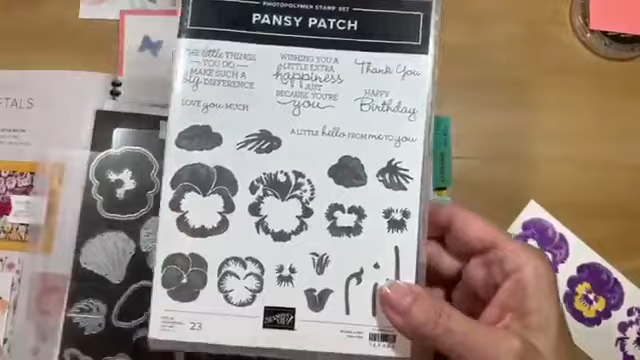 PHOTOPOLYMER STAMP SET
PANSY PATCH
THE little THINGS
YOU DO
MAKE SUCH A
big DIFFERENCE
WISHING YOU A
LITTLE EXTRA
happiness
JUST
BECAUSE YOU'RE
you
Thank You
HAPPY
Birthday
LOVE you MUCH
A LITTLE hello FROM me TO you
23
STAMPIN' UP!